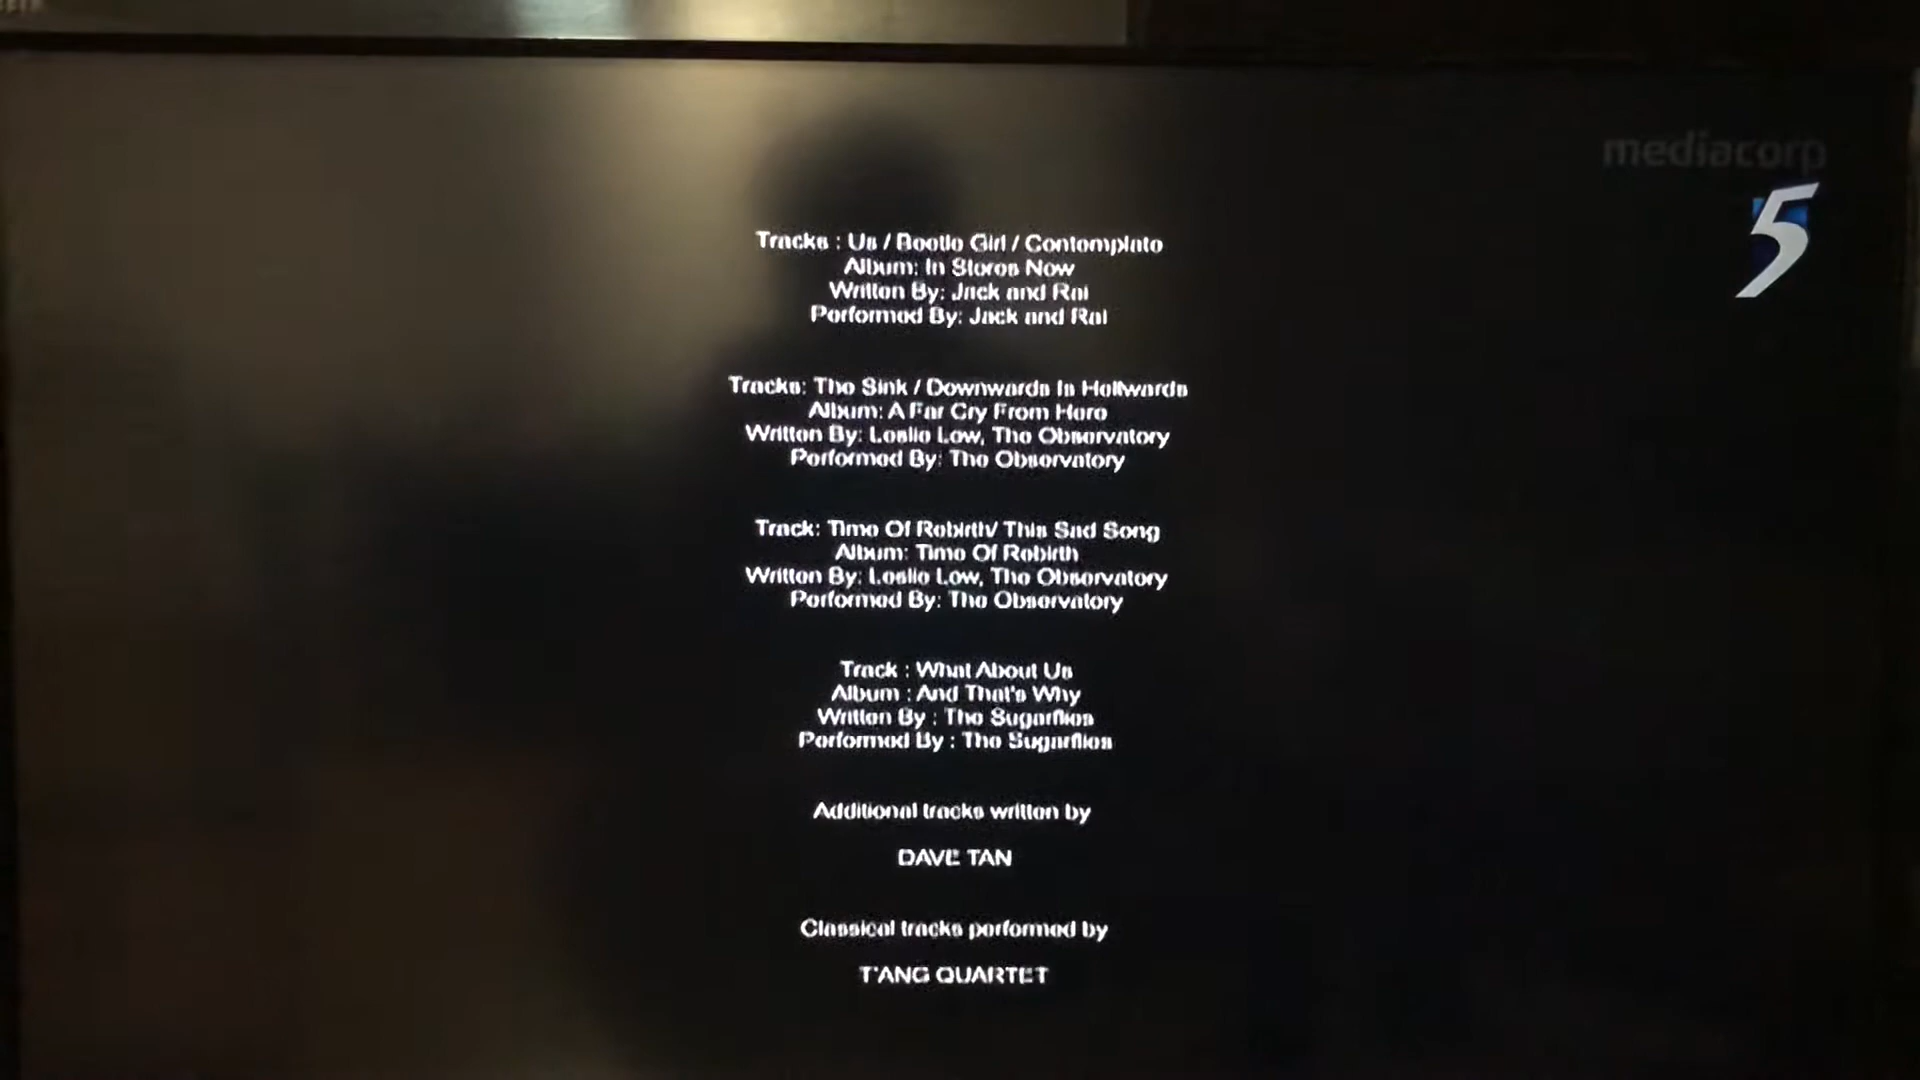 mediacorp
5
Tracks : Us / Beetle Girl / Contemplate
Album: In Stores Now
Written By: Jack and Rai
Performed By: Jack and Rai
Tracks: The Sink / Downwards Is Hellwards
Album: A Far Cry From Here
Written By: Leslie Low, The Observatory
Performed By: The Observatory
Track: Time Of Rebirth/ This Sad Song
Album: Time Of Rebirth
Written By: Leslie Low, The Observatory
Performed By: The Observatory
Track : What About Us
Album : And That's Why
Written By : The Sugarflies
Performed By : The Sugarflies
Additional tracks written by
DAVE TAN
Classical tracks performed by
T'ANG QUARTET